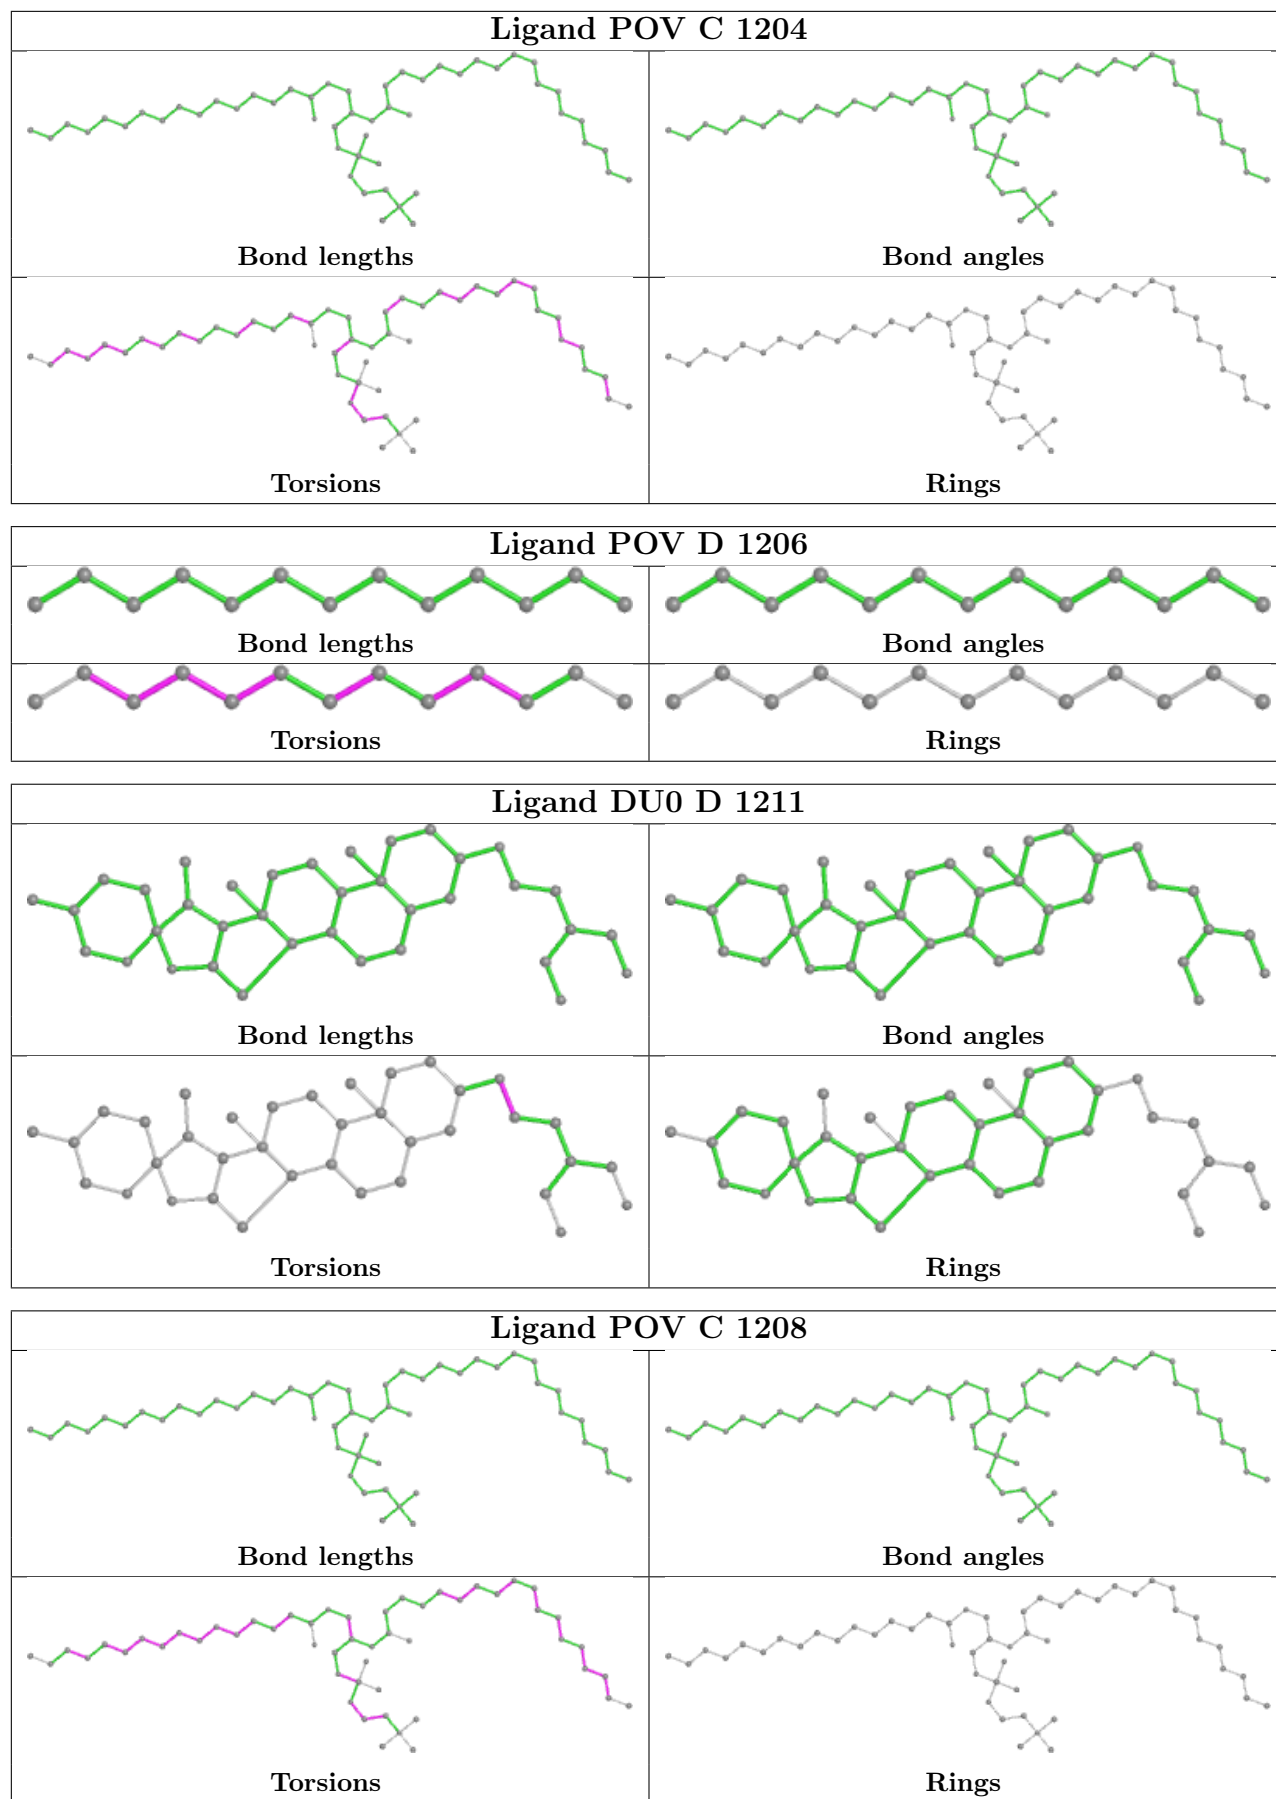 Ligand POV C 1204
Bond lengths Bond angles
Torsions Rings
Ligand POV D 1206
Bond lengths Bond angles
Torsions Rings
Ligand DU0 D 1211
Bond lengths Bond angles
Torsions Rings
Ligand POV C 1208
Bond lengths Bond angles
Torsions Rings